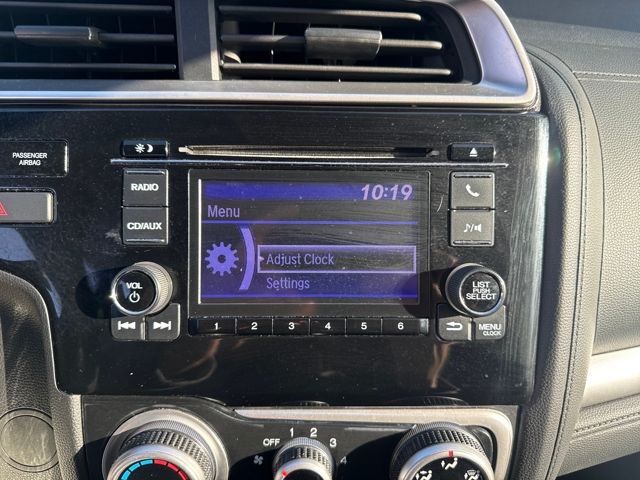 PASSENGER
AIRBAG
RADIO
CD/AUX
10:19
Menu
Adjust Clock
Settings
VOL
LIST
PUSH
SELECT
1 2 3 4 5 6
MENU
CLOCK
OFF 1 2 3 4